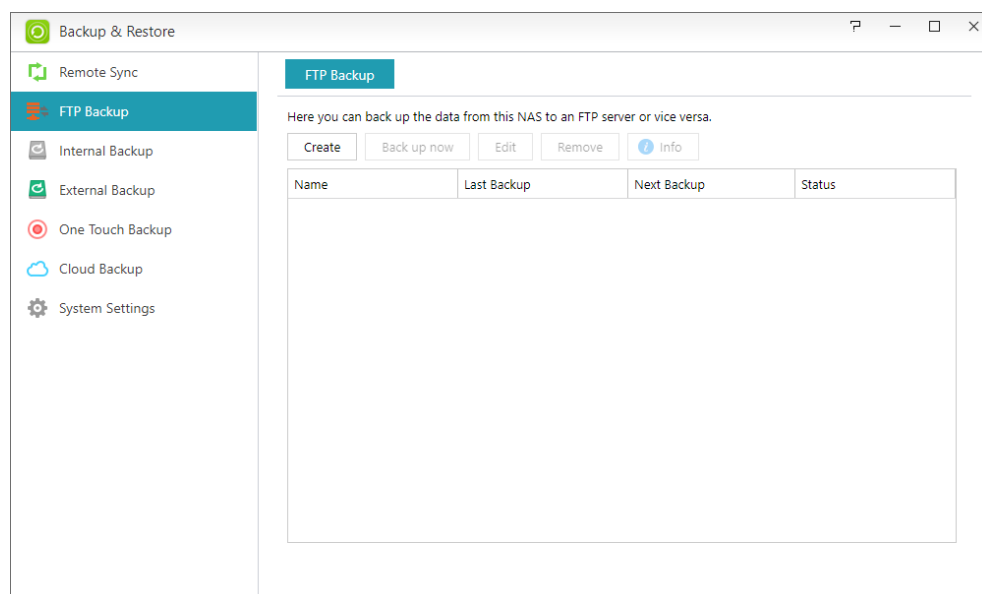 Backup & Restore
Remote Sync
FTP Backup
Internal Backup
External Backup
One Touch Backup
Cloud Backup
System Settings
FTP Backup
Here you can back up the data from this NAS to an FTP server or vice versa.
Create Back up now Edit Remove i Info
Name Last Backup Next Backup Status